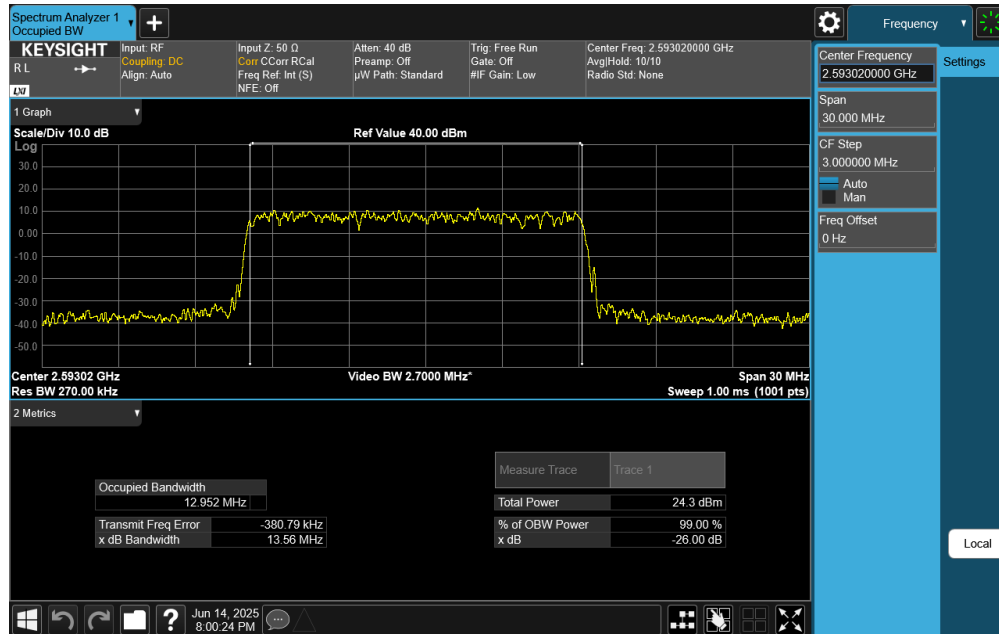 Spectrum Analyzer 1
Occupied BW
Frequency
KEYSIGHT
RL
LXI
Input: RF
Coupling: DC
Align: Auto
Input Z: 50 Ω
Corr CCorr RCal
Freq Ref: Int (S)
NFE: Off
Atten: 40 dB
Preamp: Off
µW Path: Standard
Trig: Free Run
Gate: Off
#IF Gain: Low
Center Freq: 2.593020000 GHz
Avg|Hold: 10/10
Radio Std: None
Center Frequency
2.593020000 GHz
Settings
Span
30.000 MHz
CF Step
3.000000 MHz
Auto
Man
Freq Offset
0 Hz
Local
1 Graph
Scale/Div 10.0 dB
Ref Value 40.00 dBm
Log
30.0
20.0
10.0
0.00
-10.0
-20.0
-30.0
-40.0
-50.0
Center 2.59302 GHz
Video BW 2.7000 MHz*
Span 30 MHz
Res BW 270.00 kHz
Sweep 1.00 ms (1001 pts)
2 Metrics
Measure Trace
Trace 1
Occupied Bandwidth
12.952 MHz
Total Power
24.3 dBm
Transmit Freq Error
-380.79 kHz
% of OBW Power
99.00 %
x dB Bandwidth
13.56 MHz
x dB
-26.00 dB
?
Jun 14, 2025
8:00:24 PM